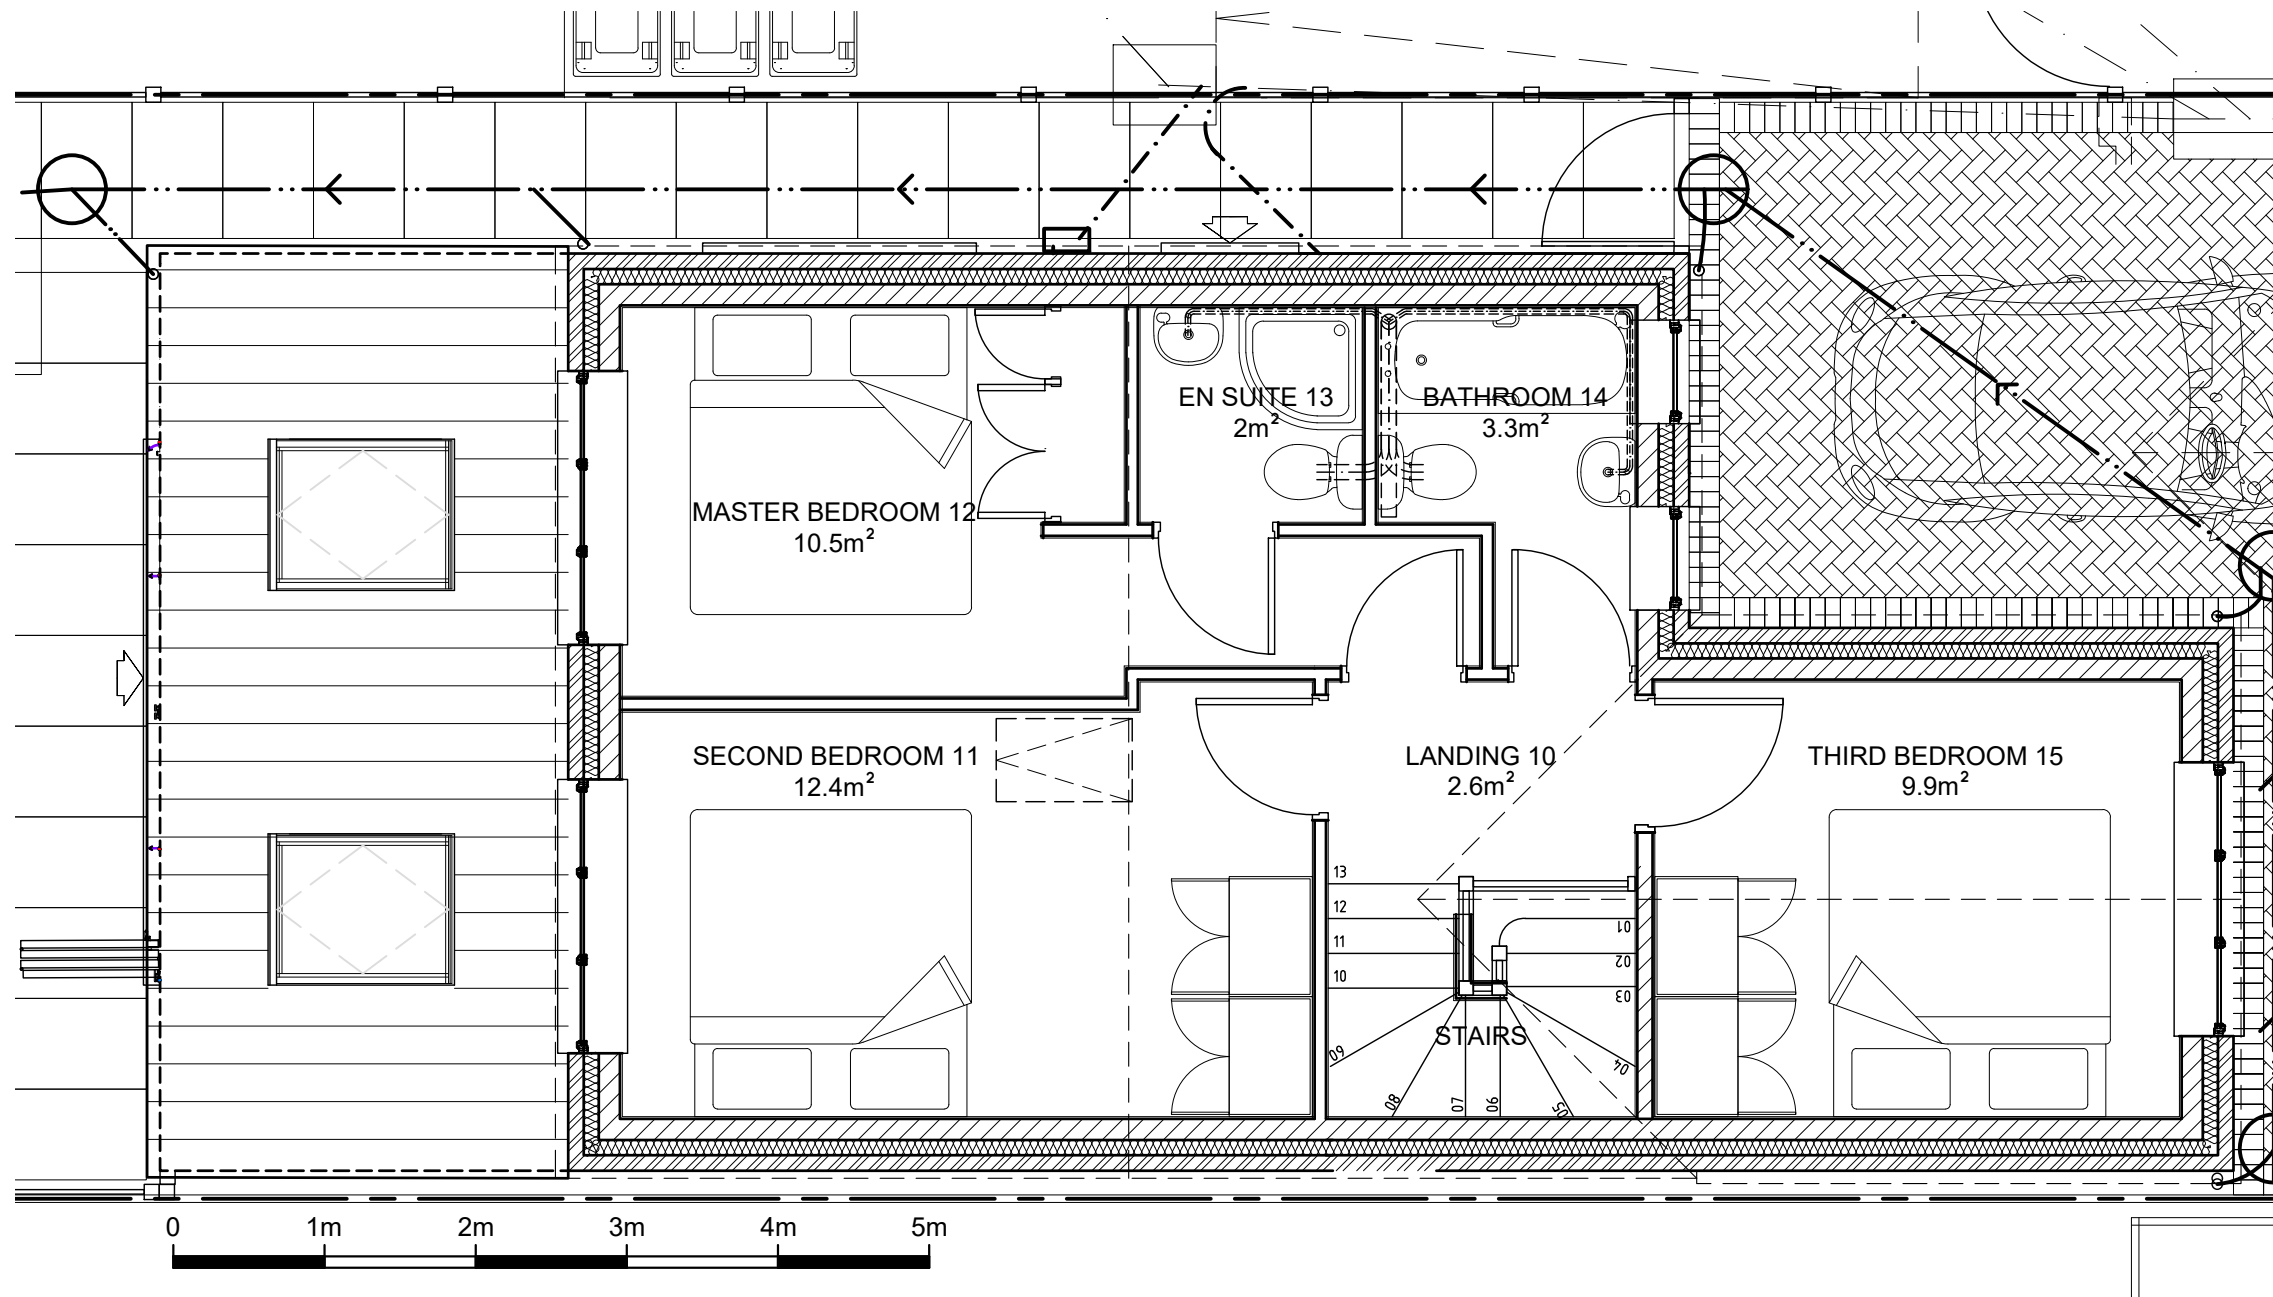 EN SUITE 13
2m²
BATHROOM 14
3.3m²
MASTER BEDROOM 12
10.5m²
SECOND BEDROOM 11
12.4m²
LANDING 10
2.6m²
THIRD BEDROOM 15
9.9m²
13
12
11
10
09
08
07
06
05
04
03
02
01
STAIRS
0 1m 2m 3m 4m 5m